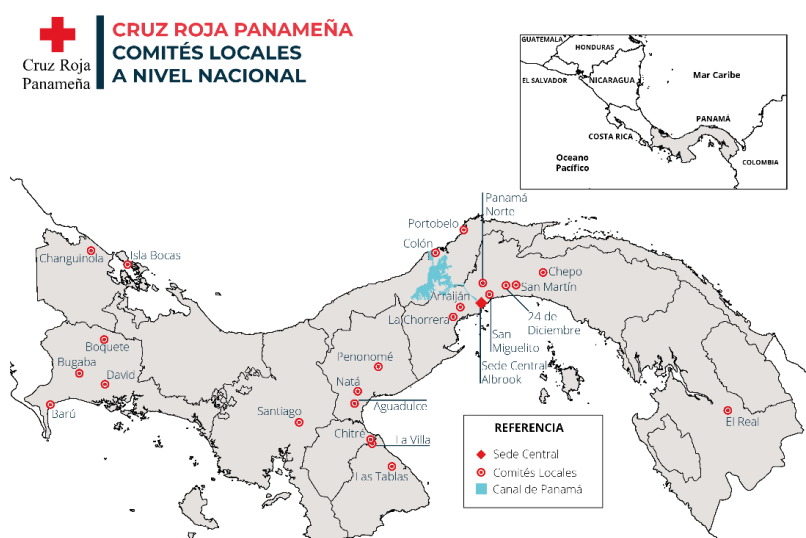 Cruz Roja
Panameña
CRUZ ROJA PANAMEÑA
COMITÉS LOCALES
A NIVEL NACIONAL
GUATEMALA
HONDURAS
EL SALVADOR
NICARAGUA
Mar Caribe
COSTA RICA
PANAMÁ
Oceano
Pacífico
COLOMBIA
Panamá
Norte
Portobelo
Colón
Changuinola
Isla Bocas
Chepo
San Martín
Arraiján
La Chorrera
24 de
Diciembre
San
Miguelito
Sede Central
Albrook
Boquete
Bugaba
David
Barú
Penonomé
Natá
Aguadulce
Santiago
Chitré
La Villa
Las Tablas
El Real
REFERENCIA
Sede Central
Comités Locales
Canal de Panamá